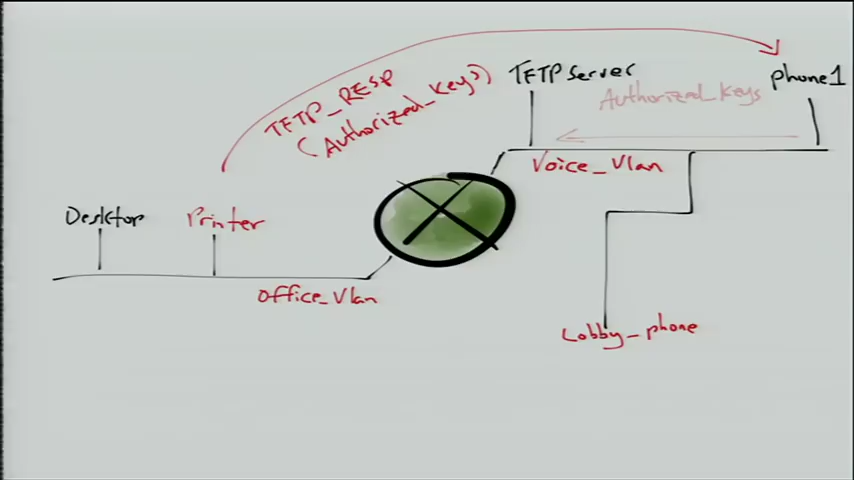 TFTP_RESP
(Authorized_Keys)
TFTP server
phone1
Authorized_Keys
Voice_Vlan
Desktop
Printer
Office_Vlan
Lobby_phone